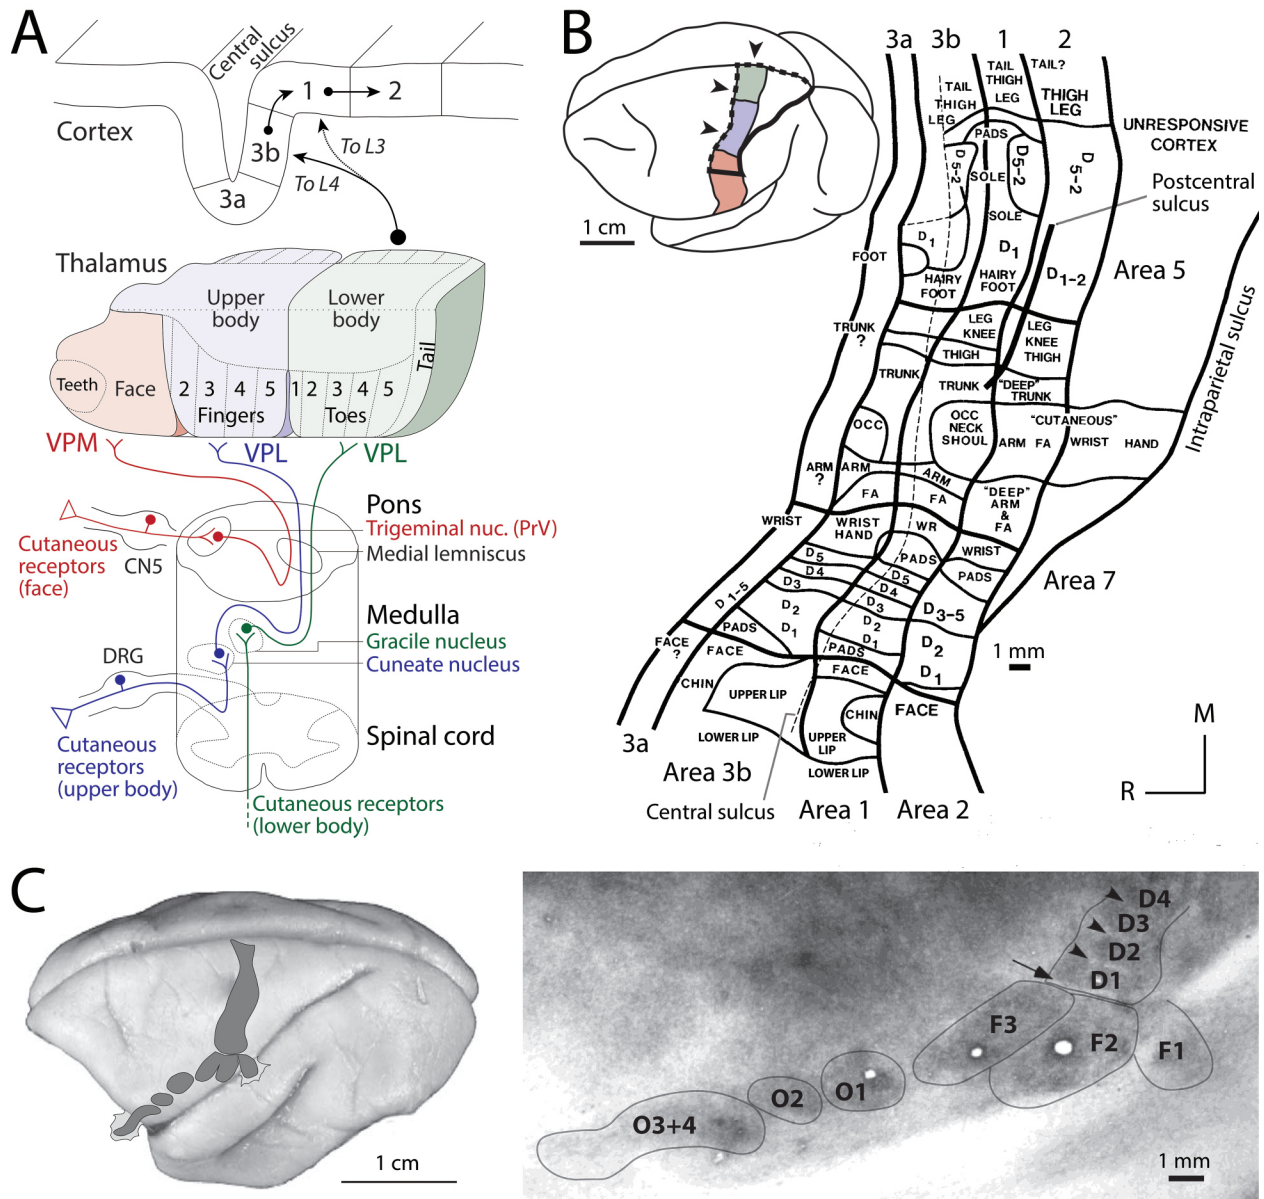 A
Central
sulcus
1
2
Cortex
3b
To L3
To L4
3a
Thalamus
Upper
body
Lower
body
Tail
Teeth
Face
2 3 4 5
1 2 3 4 5
Fingers
Toes
VPM
VPL
VPL
Pons
Trigeminal nuc. (PrV)
Medial lemniscus
Cutaneous
receptors
(face)
CN5
Medulla
Gracile nucleus
Cuneate nucleus
DRG
Spinal cord
Cutaneous
receptors
(upper body)
Cutaneous receptors
(lower body)
B
1 cm
3a 3b 1 2
TAIL
THIGH
LEG
TAIL
THIGH
LEG
TAIL?
THIGH
LEG
UNRESPONSIVE
CORTEX
PADS
D5-2
SOLE
D5-2
D5-2
Postcentral
sulcus
SOLE
D1
D1
FOOT
HAIRY
FOOT
HAIRY
FOOT
D1-2
Area 5
Intraparietal sulcus
TRUNK
?
LEG
KNEE
THIGH
LEG
KNEE
THIGH
TRUNK
TRUNK
"DEEP"
TRUNK
OCC
OCC
NECK
SHOUL
"CUTANEOUS"
ARM FA WRIST HAND
ARM
?
ARM
ARM
FA
FA
"DEEP"
ARM
&
FA
WRIST
WRIST
HAND
WR
WRIST
PADS
PADS
Area 7
D5
D4
D3
D5
D4
D3
D1-5
D2
D1
D2
D1
D3-5
PADS
PADS
D2
D1
1 mm
FACE
?
FACE
FACE
CHIN
UPPER LIP
CHIN
FACE
LOWER LIP
UPPER
LIP
LOWER LIP
3a
Area 3b
Central sulcus
Area 1
Area 2
M
R
C
1 cm
D4
D3
D2
D1
F3
F2
F1
O1
O2
O3+4
1 mm